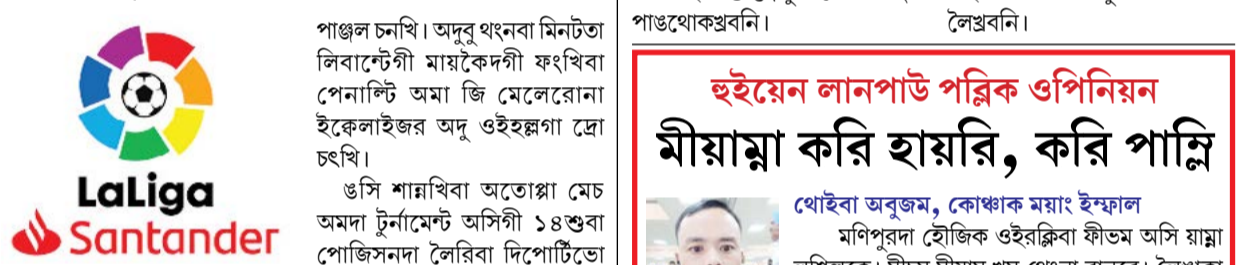 LaLiga
Santander
পাঞ্জল চনখি। অদুবু থংনবা মিনটতা
লিবান্টেগী মায়কৈদগী ফংখিবা
পেনাল্টি অমা জি মেলেরোনা
ইক্বেলাইজর অদু ওইহল্লগা দ্রো
চৎখি।
ঙসি শান্নখিবা অতোপ্পা মেচ
অমদা টুর্নামেন্ট অসিগী ১৪শুবা
পোজিসনদা লৈরিবা দিপোর্টিভো
পাঙথোকখ্রবনি।
লৈখ্রবনি।
হুইয়েন লানপাউ পব্লিক ওপিনিয়ন
মীয়াম্না করি হায়রি, করি পাম্লি
থোইবা অবুজম, কোঞ্চাক ময়াং ইম্ফাল
মণিপুরদা হৌজিক ওইরক্লিবা ফীভম অসি য়াম্না